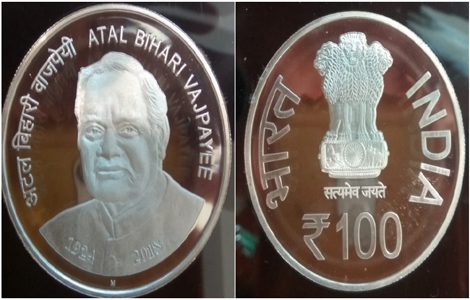 अटल बिहारी वाजपेयी ATAL BIHARI VAJPAYEE
1924 2018
M
भारत
INDIA
सत्यमेव जयते
₹100